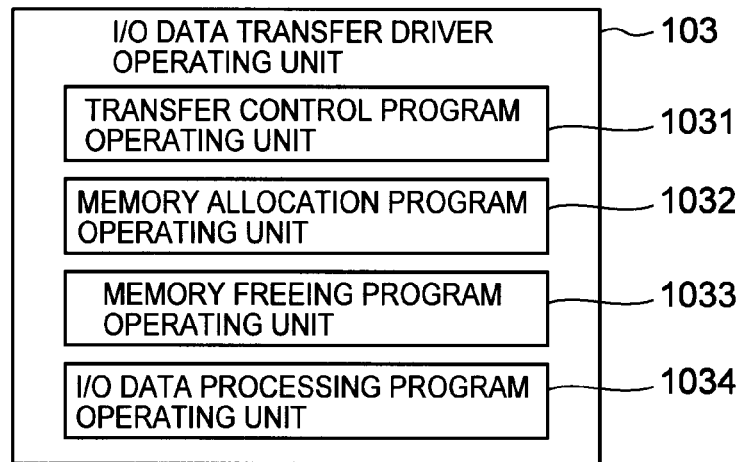 I/O DATA TRANSFER DRIVER
OPERATING UNIT
103
TRANSFER CONTROL PROGRAM
OPERATING UNIT
1031
MEMORY ALLOCATION PROGRAM
OPERATING UNIT
1032
MEMORY FREEING PROGRAM
OPERATING UNIT
1033
I/O DATA PROCESSING PROGRAM
OPERATING UNIT
1034